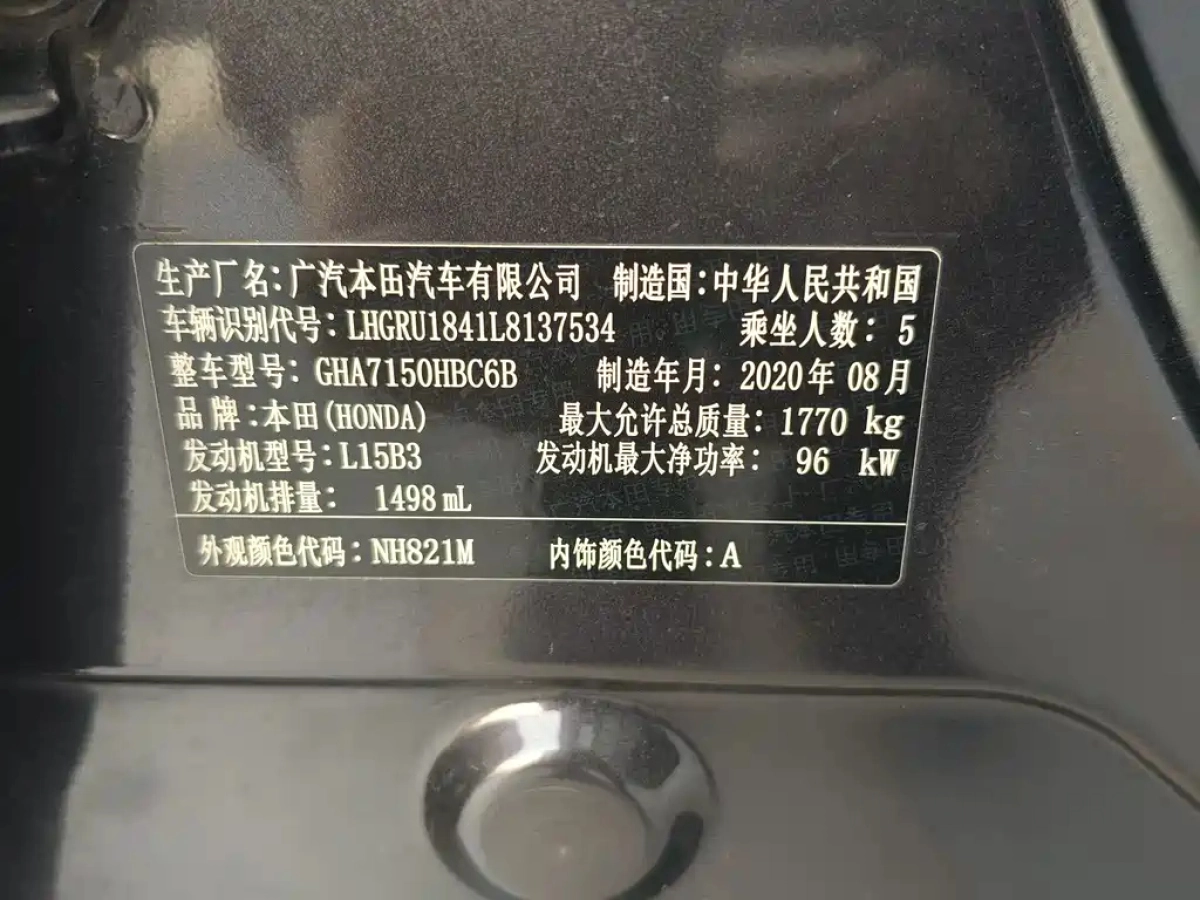 生产厂名：广汽本田汽车有限公司 制造国：中华人民共和国
车辆识别代号：LHGRU1841L8137534 乘坐人数：5
整车型号：GHA7150HBC6B 制造年月：2020年08月
品牌：本田(HONDA) 最大允许总质量：1770 kg
发动机型号：L15B3 发动机最大净功率：96 kW
发动机排量：1498 mL
外观颜色代码：NH821M 内饰颜色代码：A